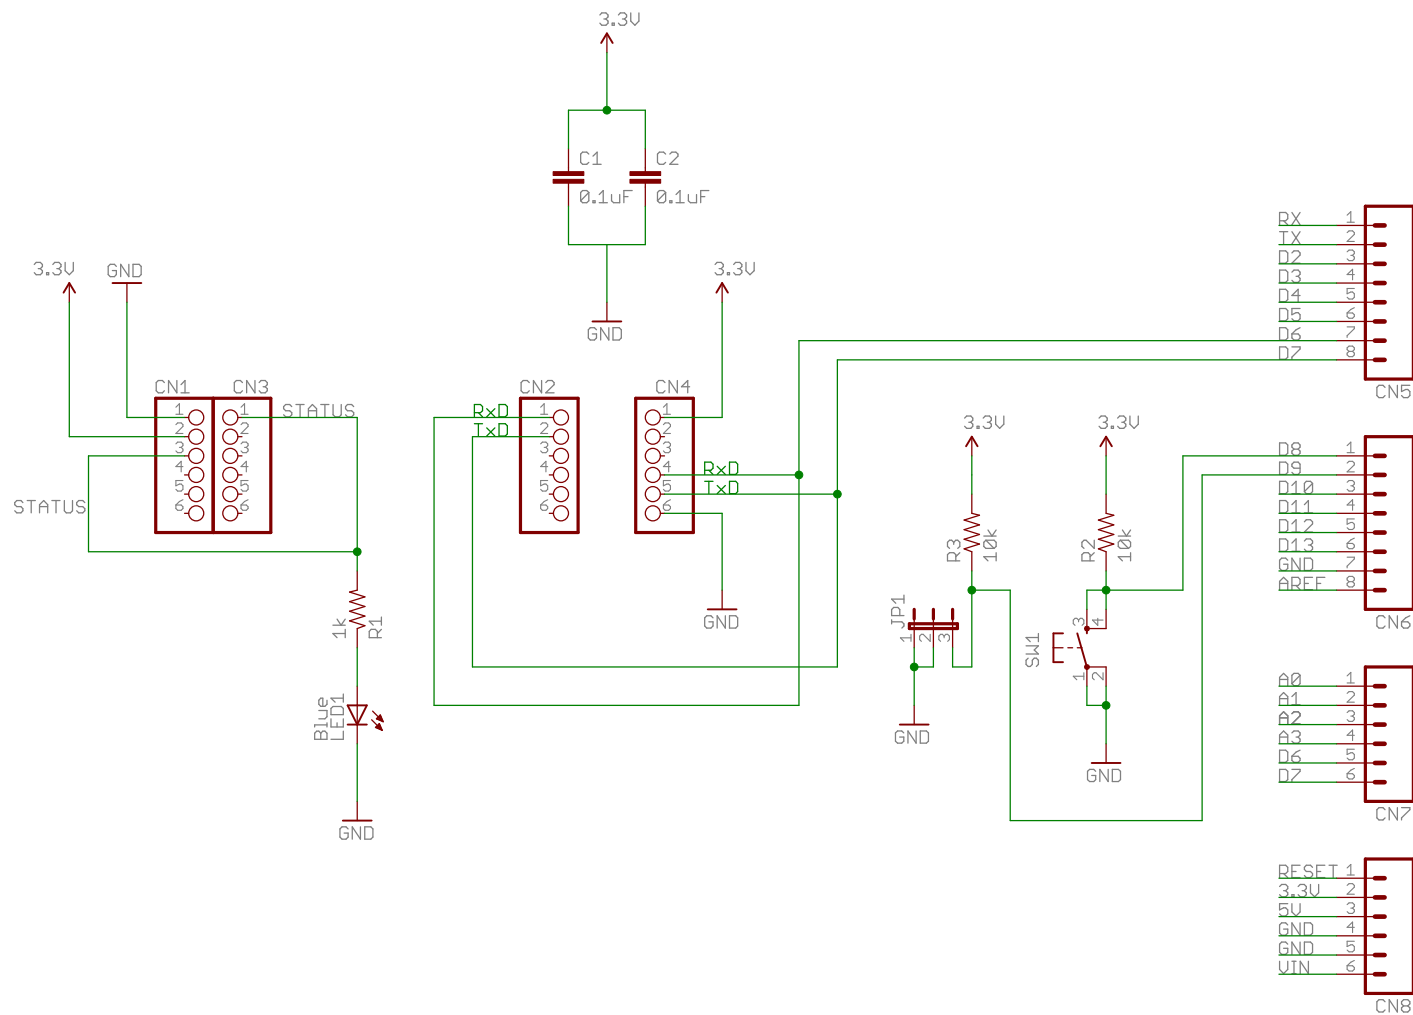 3.3V
C1
C2
0.1uF
0.1uF
GND
3.3V
GND
CN1
CN3
1
2
3
4
5
6
1
2
3
4
5
6
STATUS
STATUS
1k
R1
Blue
LED1
GND
CN2
RxD
TxD
1
2
3
4
5
6
3.3V
CN4
1
2
3
4
5
6
RxD
TxD
GND
3.3V
R3
10k
JP1
1
2
3
GND
3.3V
R2
10k
SW1
3
4
1
2
GND
RX 1
TX 2
D2 3
D3 4
D4 5
D5 6
D6 7
D7 8
CN5
D8 1
D9 2
D10 3
D11 4
D12 5
D13 6
GND 7
AREF 8
CN6
A0 1
A1 2
A2 3
A3 4
D6 5
D7 6
CN7
RESET 1
3.3V 2
5V 3
GND 4
GND 5
VIN 6
CN8